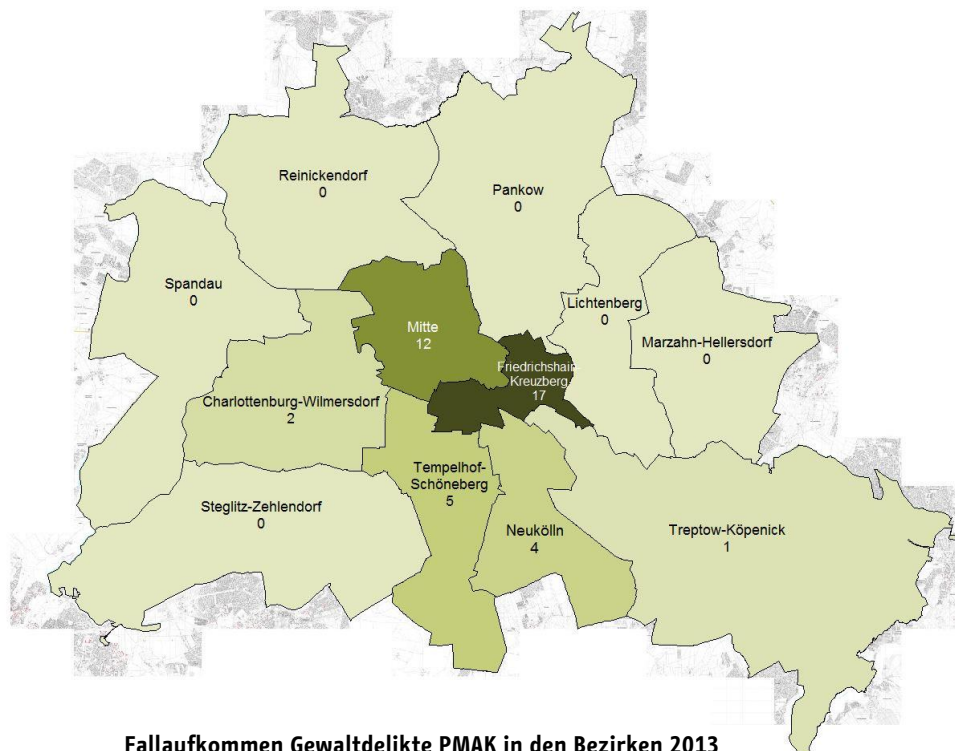 Reinickendorf
0
Pankow
0
Spandau
0
Lichtenberg
0
Mitte
12
Marzahn-Hellersdorf
0
Friedrichshain-
Kreuzberg
17
Charlottenburg-Wilmersdorf
2
Tempelhof-
Schöneberg
5
Steglitz-Zehlendorf
0
Neukölln
4
Treptow-Köpenick
1
Fallaufkommen Gewaltdelikte PMAK in den Bezirken 2013